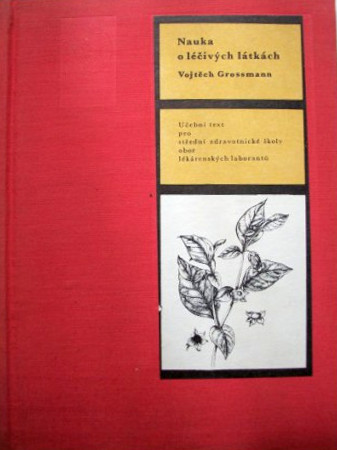 Nauka
o léčivých látkách
Vojtěch Grossmann
Učební text
pro
střední zdravotnické školy
obor
lékárenských laborantů